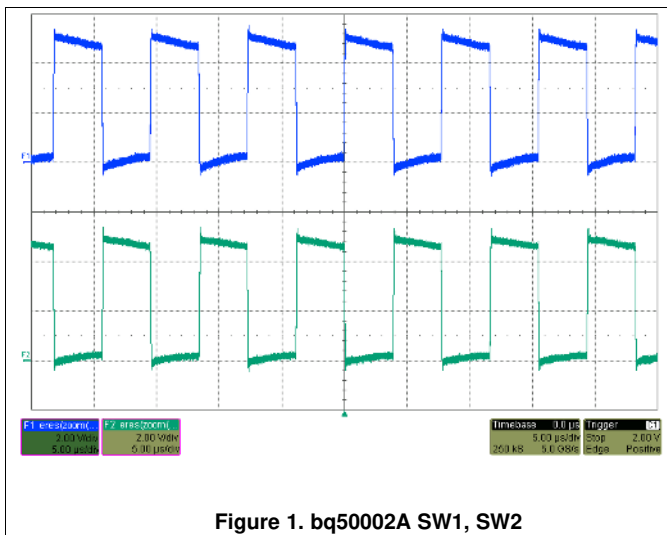 F1
F2
F1 eres(zoom(... F2 eres(zoom(...
2.00 V/div 2.00 V/div
5.00 µs/div 5.00 µs/div
Timebase 0.0 µs Trigger C1
5.00 µs/div Stop 2.00 V
250 kS 5.0 GS/s Edge Positive
Figure 1. bq50002A SW1, SW2